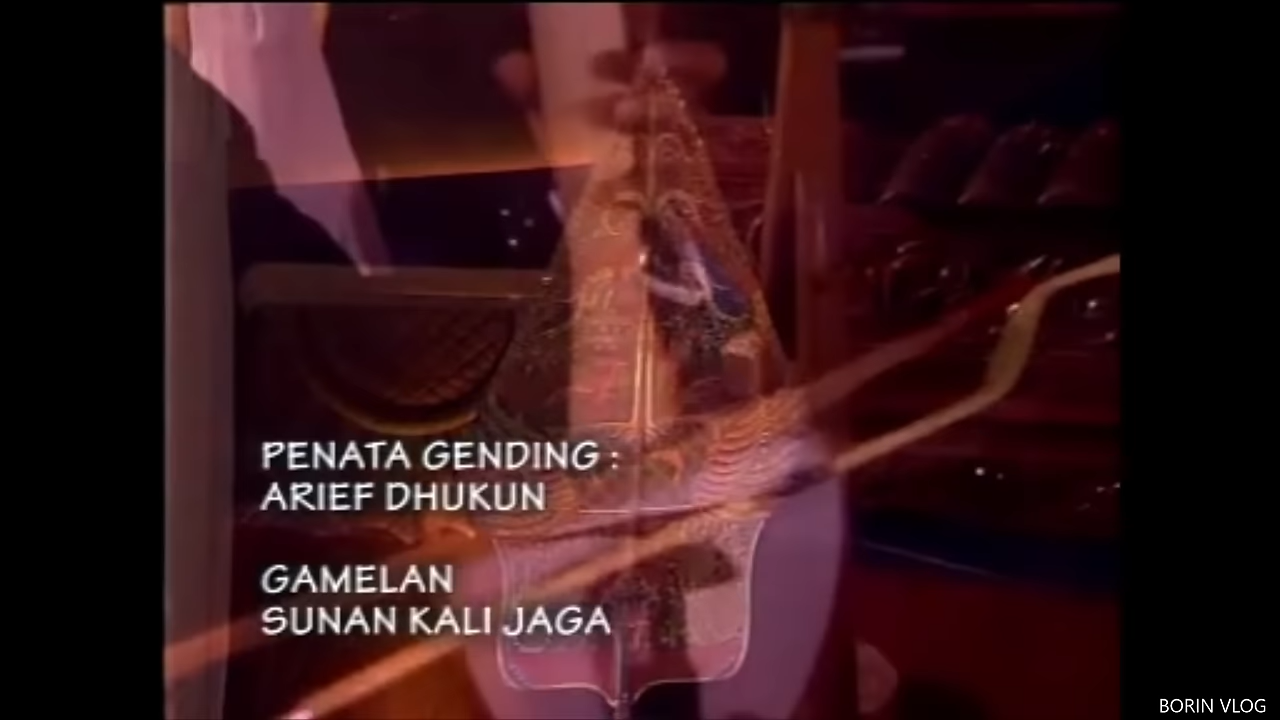 PENATA GENDING :
ARIEF DHUKUN
GAMELAN
SUNAN KALI JAGA
BORIN VLOG